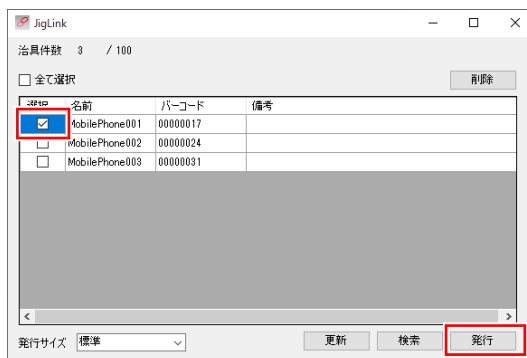 JigLink
治具件数 3 / 100
全て選択 削除
選択 名前 バーコード 備考
MobilePhone001 00000017
MobilePhone002 00000024
MobilePhone003 00000031
発行サイズ 標準 更新 検索 発行